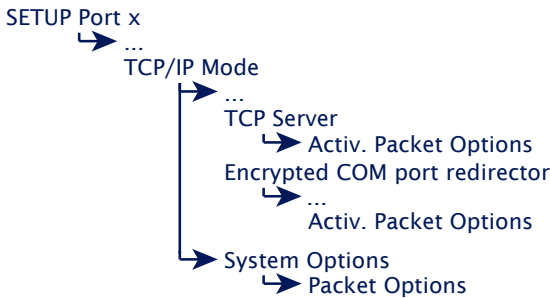 SETUP Port x
...
TCP/IP Mode
...
TCP Server
Activ. Packet Options
Encrypted COM port redirector
...
Activ. Packet Options
System Options
Packet Options